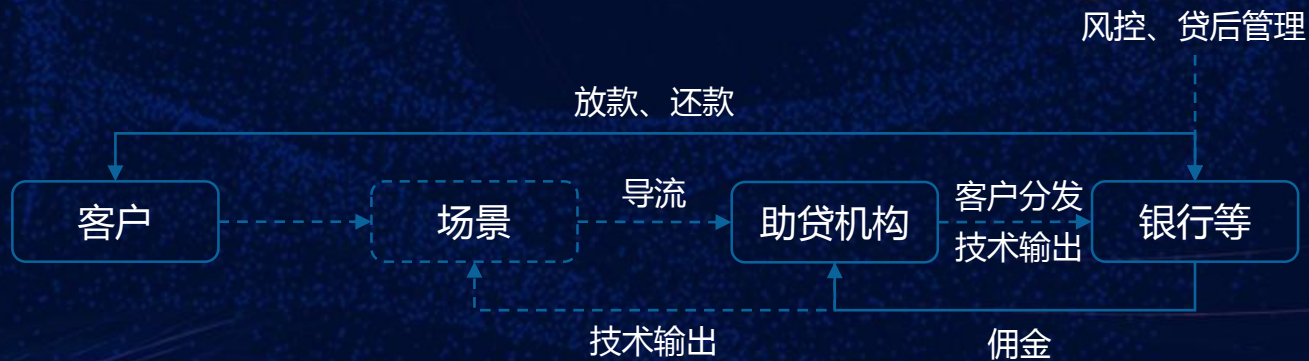 风控、贷后管理
放款、还款
客户
场景
导流
助贷机构
客户分发
技术输出
银行等
技术输出
佣金